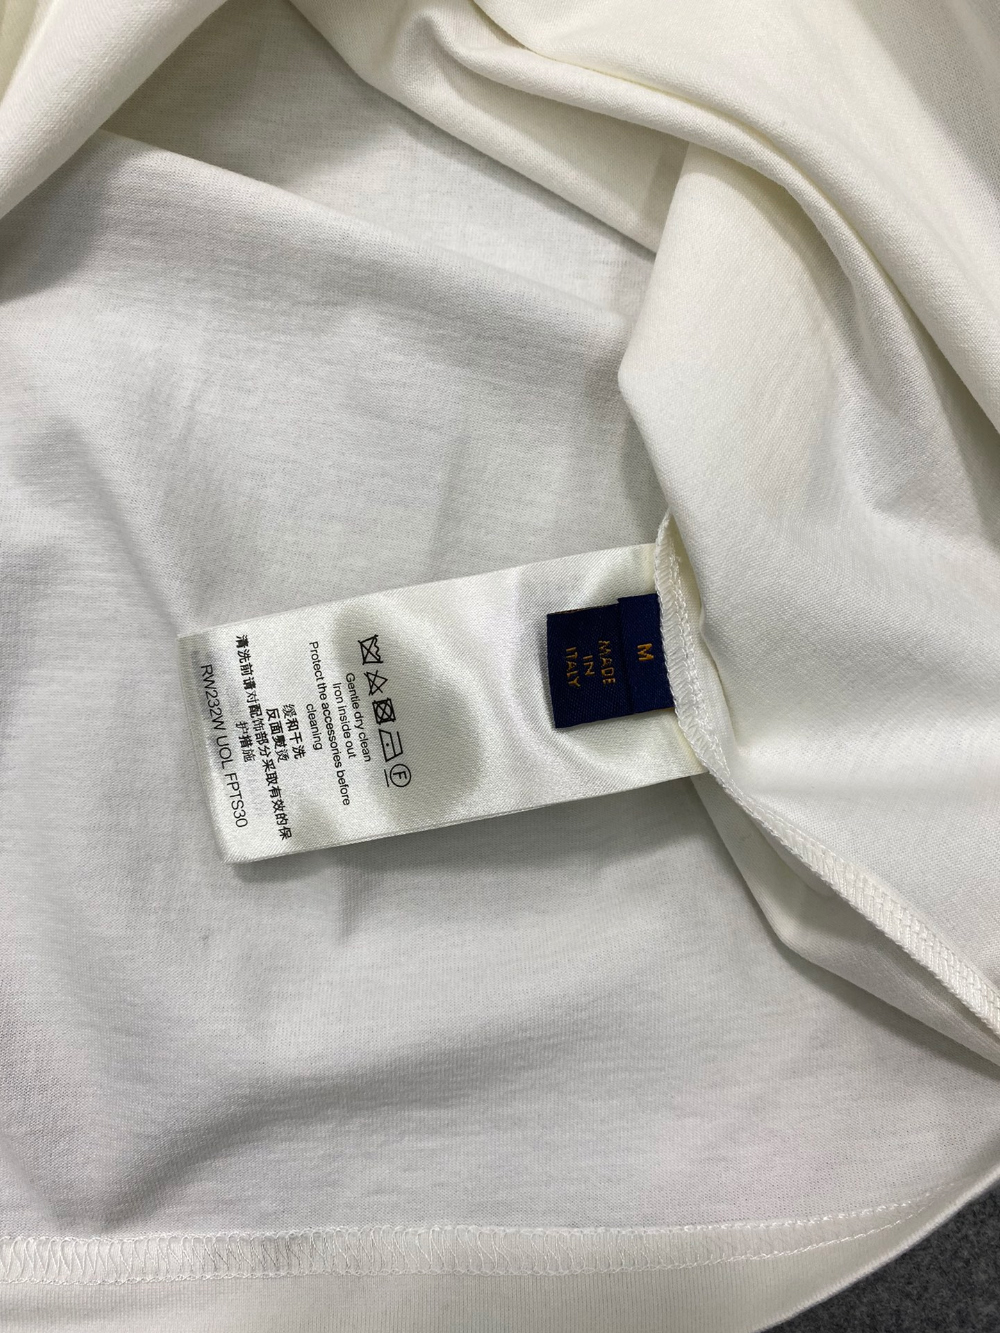 M
MADE
IN
ITALY
F
Gentle dry clean
Iron inside out
Protect the accessories before
cleaning
缓和干洗
反面熨烫
清洗前请对配饰部分采取有效的保
护措施
RW232W UOL FPTS30